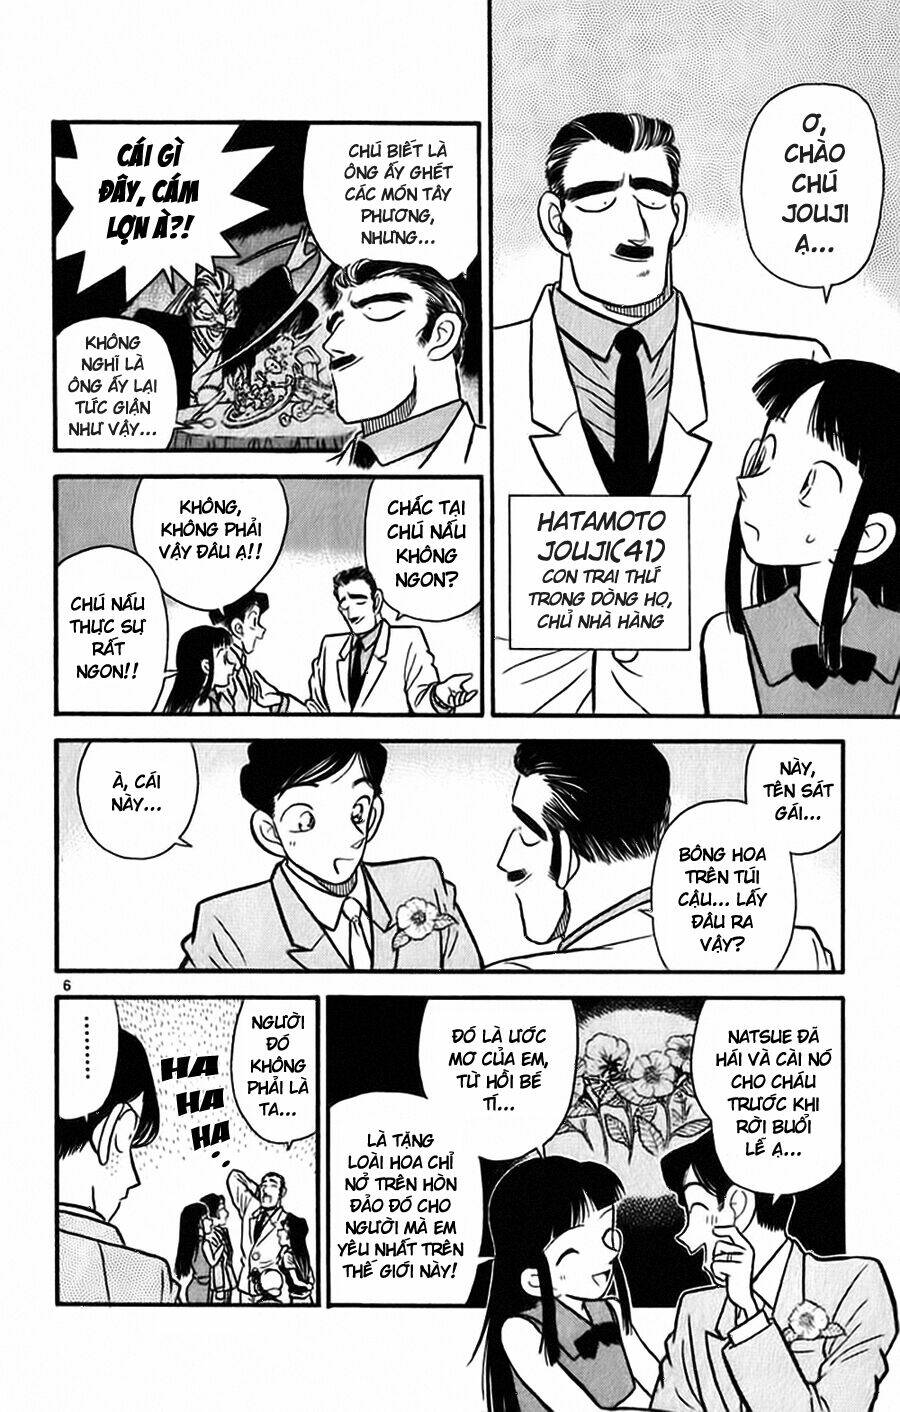 Ơ,
CHÀO
CHÚ
JOUJI
Ạ...
HATAMOTO
JOUJI(41)
CON TRAI THỨ
TRONG DÒNG HỌ,
CHỦ NHÀ HÀNG
CHÚ BIẾT LÀ
ÔNG ẤY GHÉT
CÁC MÓN TÂY
PHƯƠNG,
NHƯNG...
CÁI GÌ
ĐÂY, CÁM
LỢN À?!
KHÔNG
NGHĨ LÀ
ÔNG ẤY LẠI
TỨC GIẬN
NHƯ VẬY...
CHẮC TẠI
CHÚ NẤU
KHÔNG
NGON?
KHÔNG,
KHÔNG PHẢI
VẬY ĐÂU Ạ!!
CHÚ NẤU
THỰC SỰ
RẤT
NGON!!
NÀY,
TÊN SÁT
GÁI...
BÔNG HOA
TRÊN TÚI
CẬU... LẤY
ĐÂU RA
VẬY?
À, CÁI
NÀY...
6
NATSUE ĐÃ
HÁI VÀ CÀI NÓ
CHO CHÁU
TRƯỚC KHI
RỜI BUỔI
LỄ Ạ...
ĐÓ LÀ ƯỚC
MƠ CỦA EM,
TỪ HỒI BÉ
TÍ...
LÀ TẶNG
LOÀI HOA CHỈ
NỞ TRÊN HÒN
ĐẢO ĐÓ CHO
NGƯỜI MÀ EM
YÊU NHẤT TRÊN
THẾ GIỚI NÀY!
NGƯỜI
ĐÓ
KHÔNG
PHẢI LÀ
TA...
HA
HA
HA
........